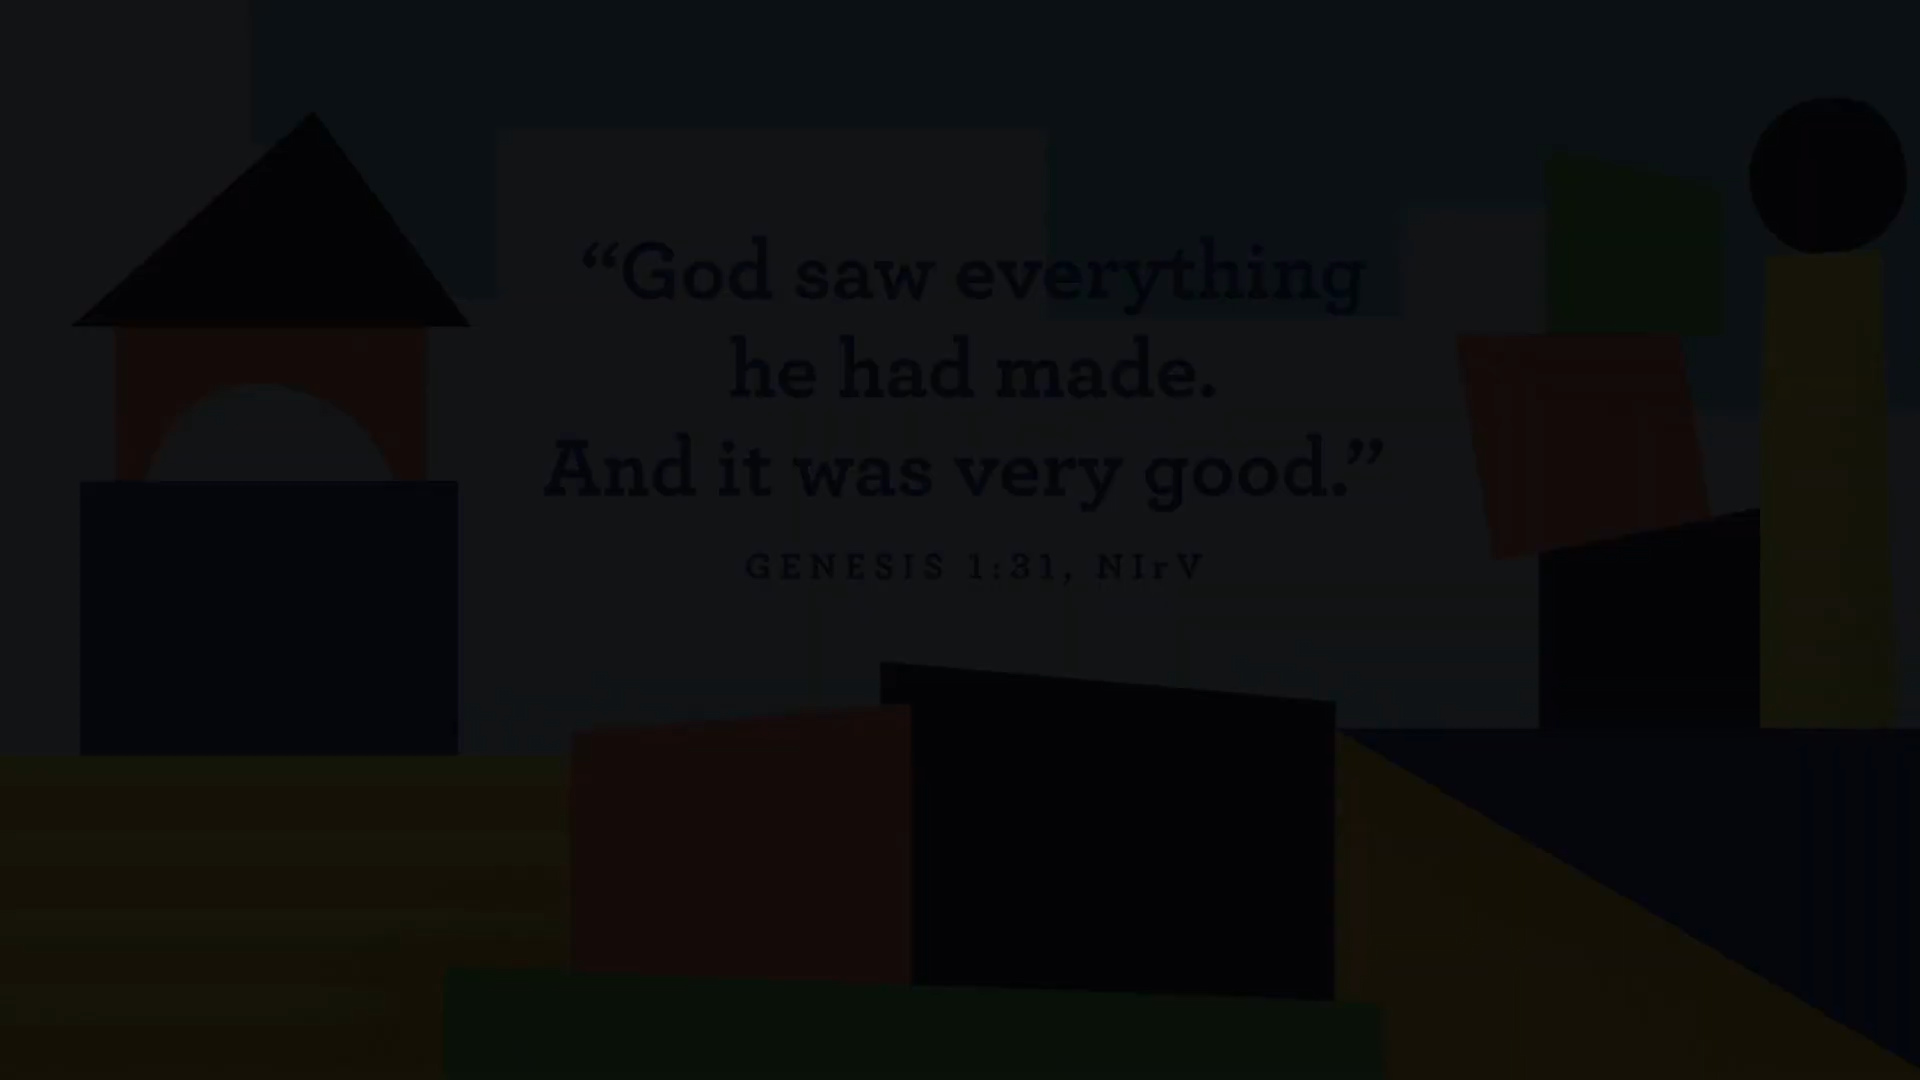 “God saw everything
he had made.
And it was very good.”
GENESIS 1:31, NIrV